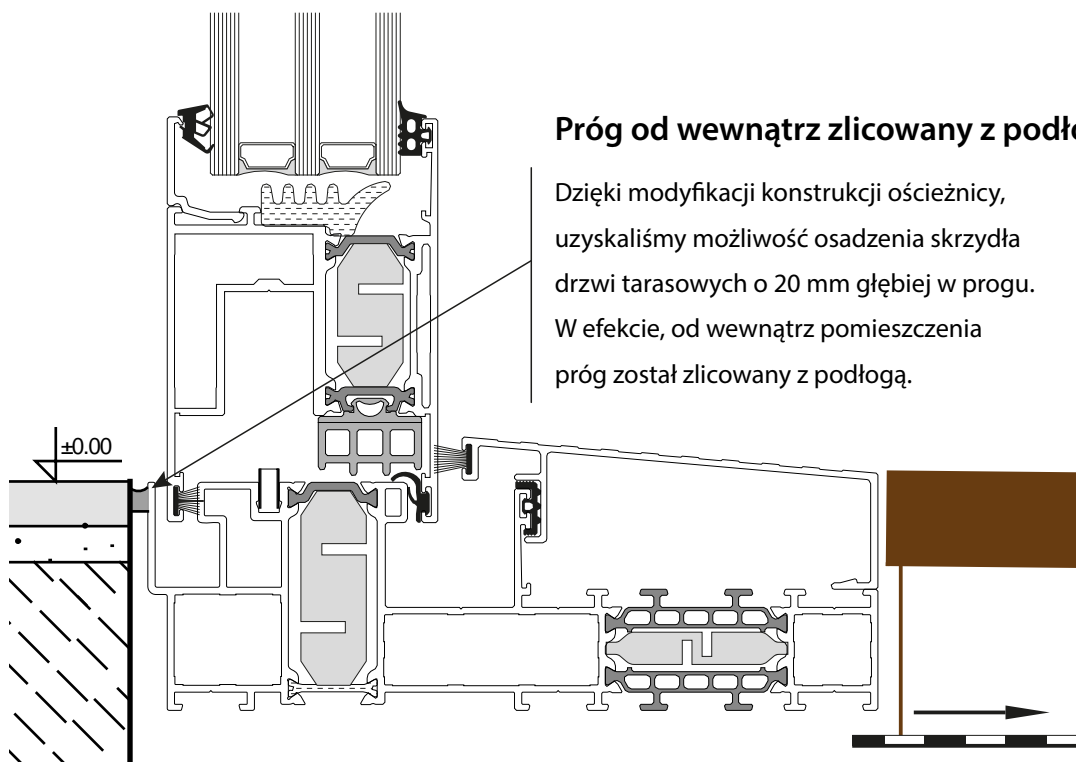 Próg od wewnątrz zlicowany z podło
Dzięki modyfikacji konstrukcji ościeżnicy,
uzyskaliśmy możliwość osadzenia skrzydła
drzwi tarasowych o 20 mm głębiej w progu.
W efekcie, od wewnątrz pomieszczenia
próg został zlicowany z podłogą.
±0.00